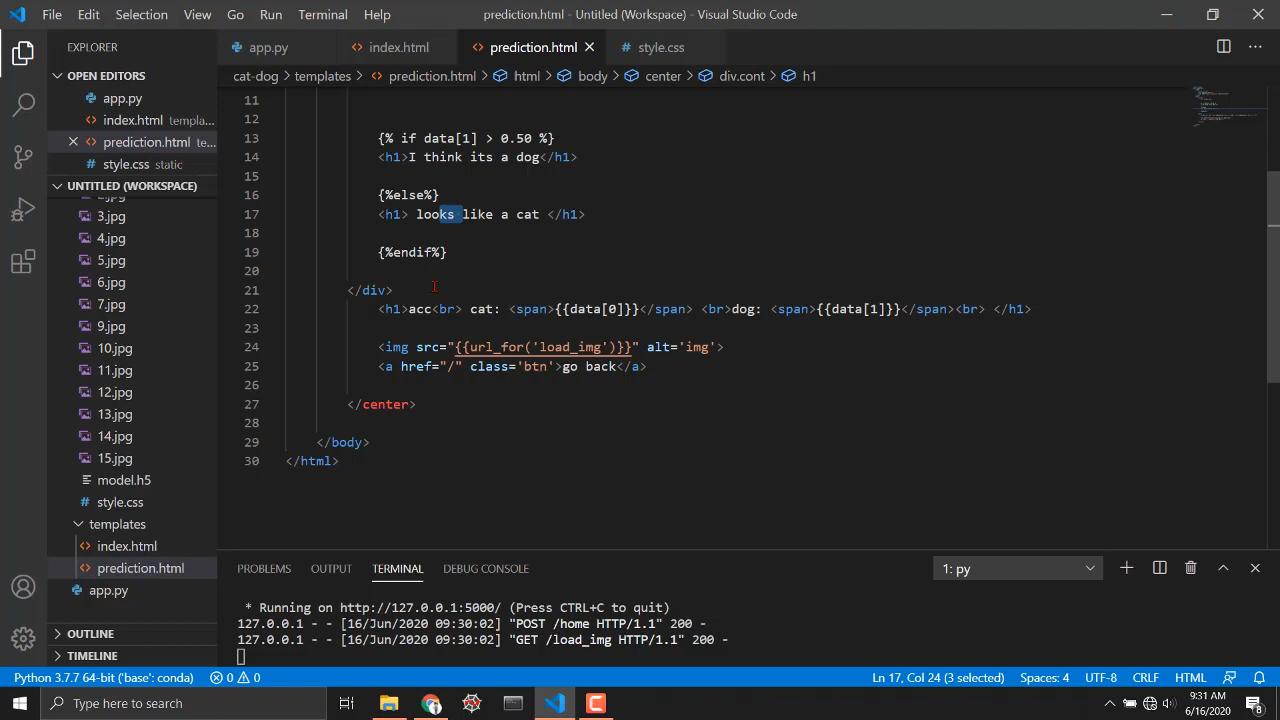 File Edit Selection View Go Run Terminal Help prediction.html - Untitled (Workspace) - Visual Studio Code
EXPLORER
app.py index.html prediction.html style.css
OPEN EDITORS
app.py
index.html templa...
prediction.html te...
style.css static
UNTITLED (WORKSPACE)
3.jpg
4.jpg
5.jpg
6.jpg
7.jpg
9.jpg
10.jpg
11.jpg
12.jpg
13.jpg
14.jpg
15.jpg
model.h5
style.css
templates
index.html
prediction.html
app.py
OUTLINE
TIMELINE
cat-dog > templates > prediction.html > html > body > center > div.cont > h1
11
12
13 {% if data[1] > 0.50 %}
14 <h1>I think its a dog</h1>
15
16 {%else%}
17 <h1> looks like a cat </h1>
18
19 {%endif%}
20
21 </div>
22 <h1>acc<br> cat: <span>{{data[0]}}</span> <br>dog: <span>{{data[1]}}</span><br> </h1>
23
24 <img src="{{url_for('load_img')}}" alt='img'>
25 <a href="/" class='btn'>go back</a>
26
27 </center>
28
29 </body>
30 </html>
PROBLEMS OUTPUT TERMINAL DEBUG CONSOLE 1: py
* Running on http://127.0.0.1:5000/ (Press CTRL+C to quit)
127.0.0.1 - - [16/Jun/2020 09:30:02] "POST /home HTTP/1.1" 200 -
127.0.0.1 - - [16/Jun/2020 09:30:02] "GET /load_img HTTP/1.1" 200 -
Python 3.7.7 64-bit ('base': conda) 0 0 Ln 17, Col 24 (3 selected) Spaces: 4 UTF-8 CRLF HTML
Type here to search
9:31 AM
6/16/2020